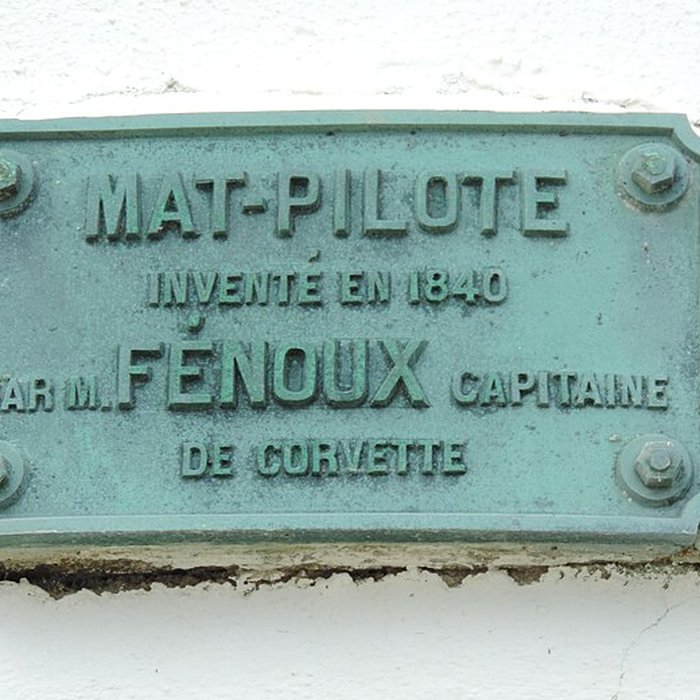 MAT-PILOTE
INVENTÉ EN 1840
AR M. FÉNOUX CAPITAINE
DE CORVETTE